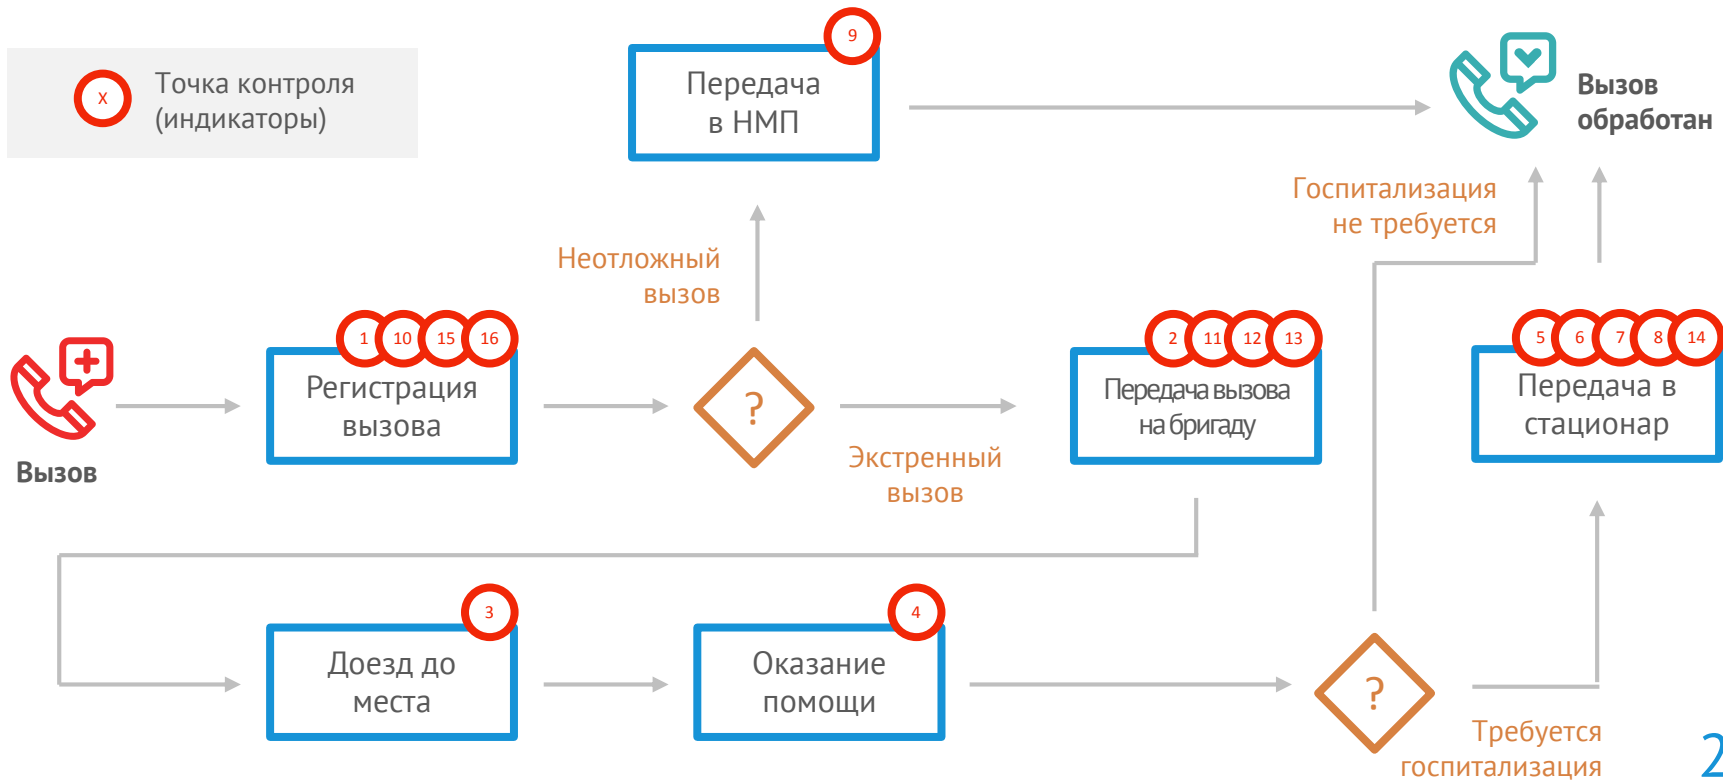 X
Точка контроля
(индикаторы)
9
Передача
в НМП
Вызов
обработан
Госпитализация
не требуется
Неотложный
вызов
Вызов
1 10 15 16
Регистрация
вызова
?
Экстренный
вызов
2 11 12 13
Передача вызова
на бригаду
5 6 7 8 14
Передача в
стационар
3
Доезд до
места
4
Оказание
помощи
?
Требуется
госпитализация
2